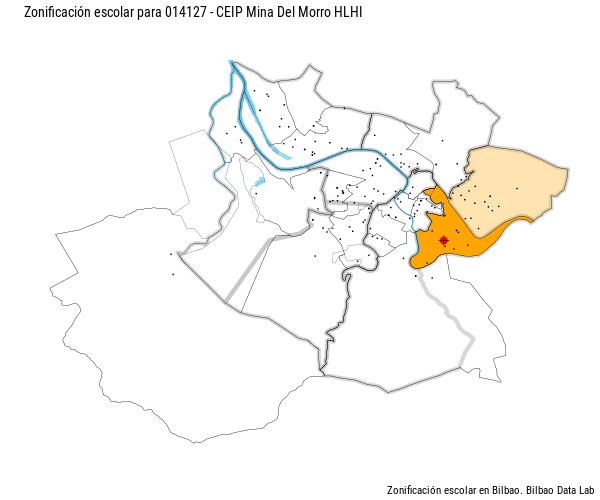 Zonificación escolar para 014127 - CEIP Mina Del Morro HLHI
Zonificación escolar en Bilbao. Bilbao Data Lab